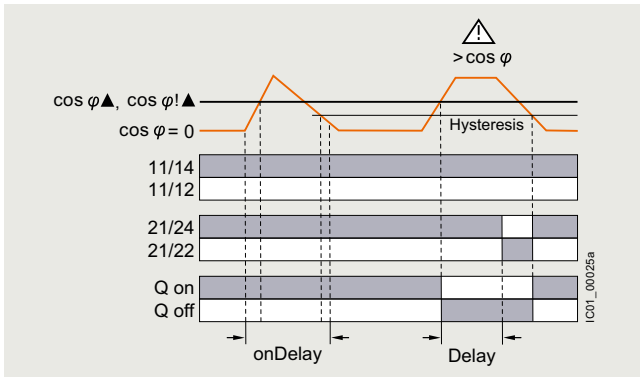 > cos φ
cos φ▲, cos φ!▲
cos φ = 0
Hysteresis
11/14
11/12
21/24
21/22
Q on
Q off
IC01_00025a
onDelay
Delay